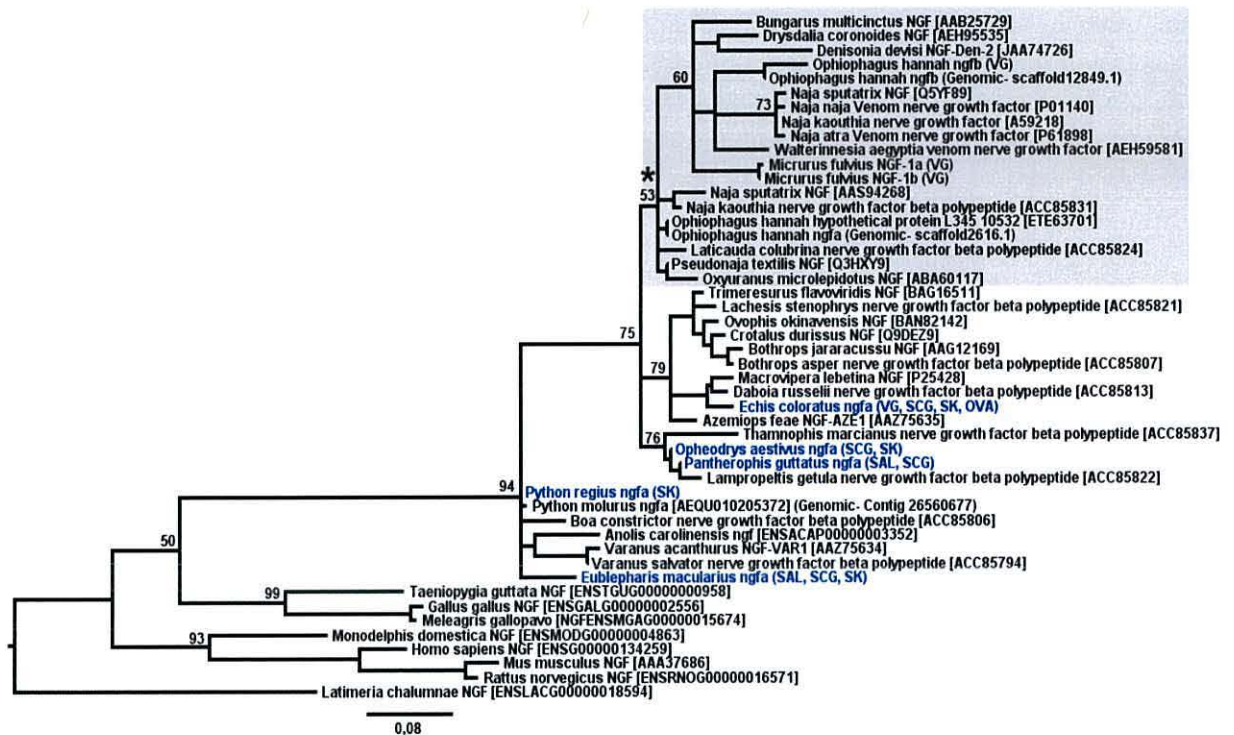 Bungarus multicinctus NGF [AAB25729]
Drysdalia coronoides NGF [AEH95535]
Denisonia devisi NGF-Den-2 [JAA74726]
Ophiophagus hannah ngfb (VG)
60
Ophiophagus hannah ngfb (Genomic- scaffold12849.1)
Naja sputatrix NGF [Q5YF89]
73
Naja naja Venom nerve growth factor [P01140]
Naja kaouthia nerve growth factor [A59218]
Naja atra Venom nerve growth factor [P61898]
Walterinnesia aegyptia venom nerve growth factor [AEH59581]
Micrurus fulvius NGF-1a (VG)
Micrurus fulvius NGF-1b (VG)
*
53
Naja sputatrix NGF [AAS94268]
Naja kaouthia nerve growth factor beta polypeptide [ACC85831]
Ophiophagus hannah hypothetical protein L345 10532 [ETE63701]
Ophiophagus hannah ngfa (Genomic- scaffold2616.1)
Laticauda colubrina nerve growth factor beta polypeptide [ACC85824]
Pseudonaja textilis NGF [Q3HXY9]
Oxyuranus microlepidotus NGF [ABA60117]
Trimeresurus flavoviridis NGF [BAG16511]
Lachesis stenophrys nerve growth factor beta polypeptide [ACC85821]
Ovophis okinavensis NGF [BAN82142]
75
Crotalus durissus NGF [Q9DEZ9]
Bothrops jararacussu NGF [AAG12169]
Bothrops asper nerve growth factor beta polypeptide [ACC85807]
79
Macrovipera lebetina NGF [P25428]
Daboia russelii nerve growth factor beta polypeptide [ACC85813]
Echis coloratus ngfa (VG, SCG, SK, OVA)
Azemiops feae NGF-AZE1 [AAZ75635]
76
Thamnophis marcianus nerve growth factor beta polypeptide [ACC85837]
Opheodrys aestivus ngfa (SCG, SK)
Pantherophis guttatus ngfa (SAL, SCG)
Lampropeltis getula nerve growth factor beta polypeptide [ACC85822]
94
Python regius ngfa (SK)
Python molurus ngfa [AEQU010205372] (Genomic- Contig 26560677)
Boa constrictor nerve growth factor beta polypeptide [ACC85806]
Anolis carolinensis ngf [ENSACAP00000003352]
50
Varanus acanthurus NGF-VAR1 [AAZ75634]
Varanus salvator nerve growth factor beta polypeptide [ACC85794]
Eublepharis macularius ngfa (SAL, SCG, SK)
99
Taeniopygia guttata NGF [ENSTGUG00000000958]
Gallus gallus NGF [ENSGALG00000002556]
Meleagris gallopavo [NGFENSMGAG00000015674]
93
Monodelphis domestica NGF [ENSMODG00000004863]
Homo sapiens NGF [ENSG00000134259]
Mus musculus NGF [AAA37686]
Rattus norvegicus NGF [ENSRNOG00000016571]
Latimeria chalumnae NGF [ENSLACG00000018594]
0,08